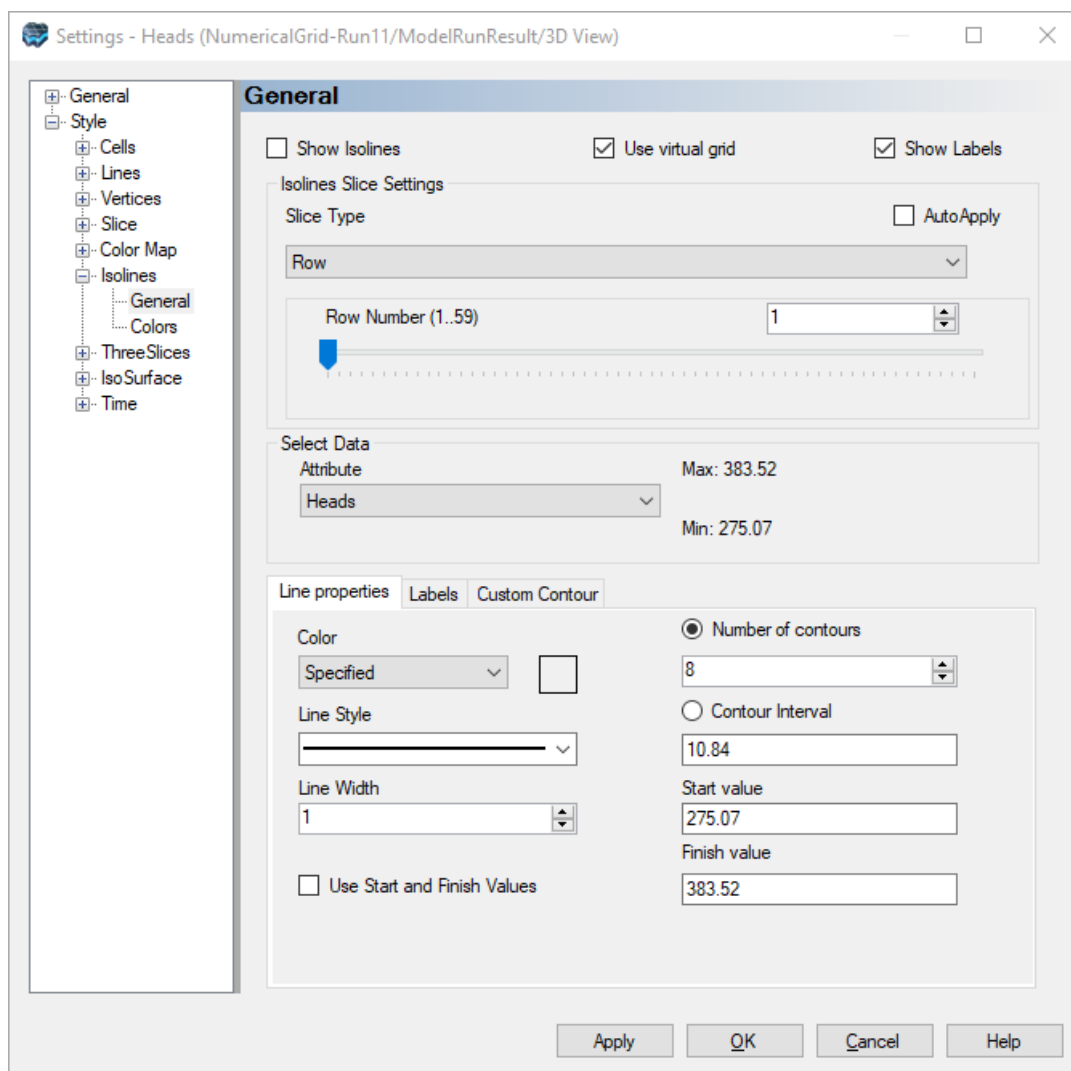 Settings - Heads (NumericalGrid-Run11/ModelRunResult/3D View)
General
Style
Cells
Lines
Vertices
Slice
Color Map
Isolines
General
Colors
ThreeSlices
IsoSurface
Time
General
Show Isolines
Use virtual grid
Show Labels
Isolines Slice Settings
Slice Type
AutoApply
Row
Row Number (1..59)
1
Select Data
Attribute
Max: 383.52
Heads
Min: 275.07
Line properties
Labels
Custom Contour
Color
Number of contours
Specified
8
Line Style
Contour Interval
10.84
Line Width
Start value
1
275.07
Finish value
Use Start and Finish Values
383.52
Apply
OK
Cancel
Help